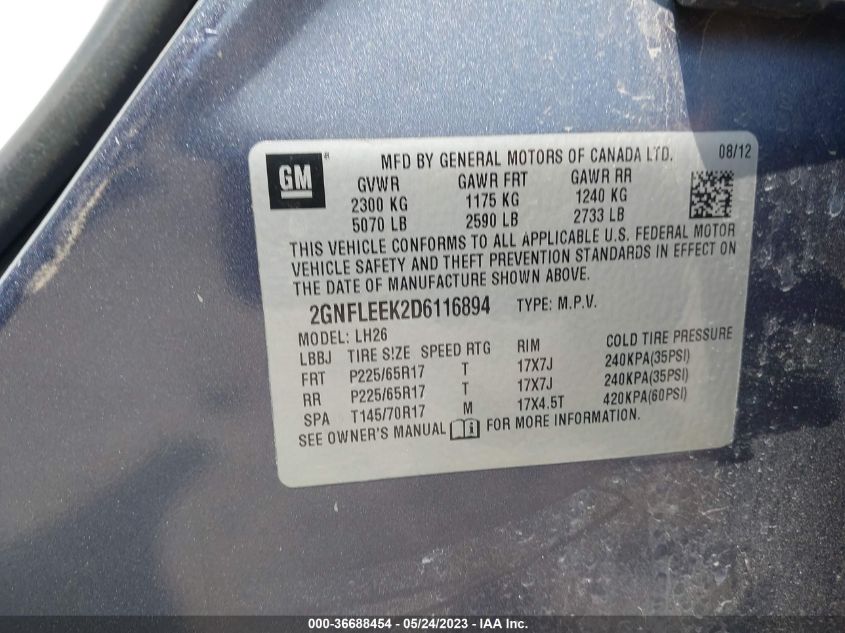 GM
MFD BY GENERAL MOTORS OF CANADA LTD. 08/12
GVWR GAWR FRT GAWR RR
2300 KG 1175 KG 1240 KG
5070 LB 2590 LB 2733 LB
THIS VEHICLE CONFORMS TO ALL APPLICABLE U.S. FEDERAL MOTOR
VEHICLE SAFETY AND THEFT PREVENTION STANDARDS IN EFFECT ON
THE DATE OF MANUFACTURE SHOWN ABOVE.
2GNFLEEK2D6116894 TYPE: M.P.V.
MODEL: LH26
LBBJ TIRE SIZE SPEED RTG RIM COLD TIRE PRESSURE
FRT P225/65R17 T 17X7J 240KPA(35PSI)
RR P225/65R17 T 17X7J 240KPA(35PSI)
SPA T145/70R17 M 17X4.5T 420KPA(60PSI)
SEE OWNER'S MANUAL FOR MORE INFORMATION.
000-36688454 - 05/24/2023 - IAA Inc.